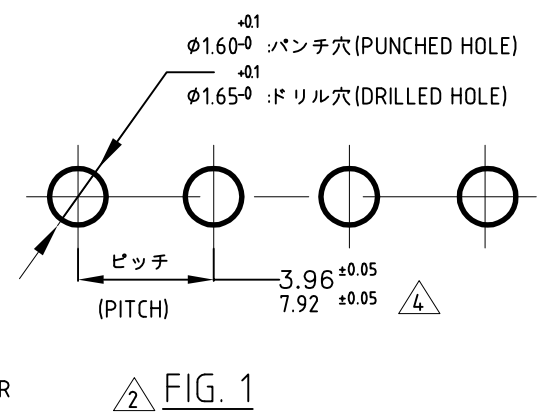 +0.1
φ1.60-0 :パンチ穴(PUNCHED HOLE)
+0.1
φ1.65-0 :ドリル穴(DRILLED HOLE)
ピッチ
(PITCH)
3.96 ±0.05
7.92 ±0.05
4
R
2 FIG. 1